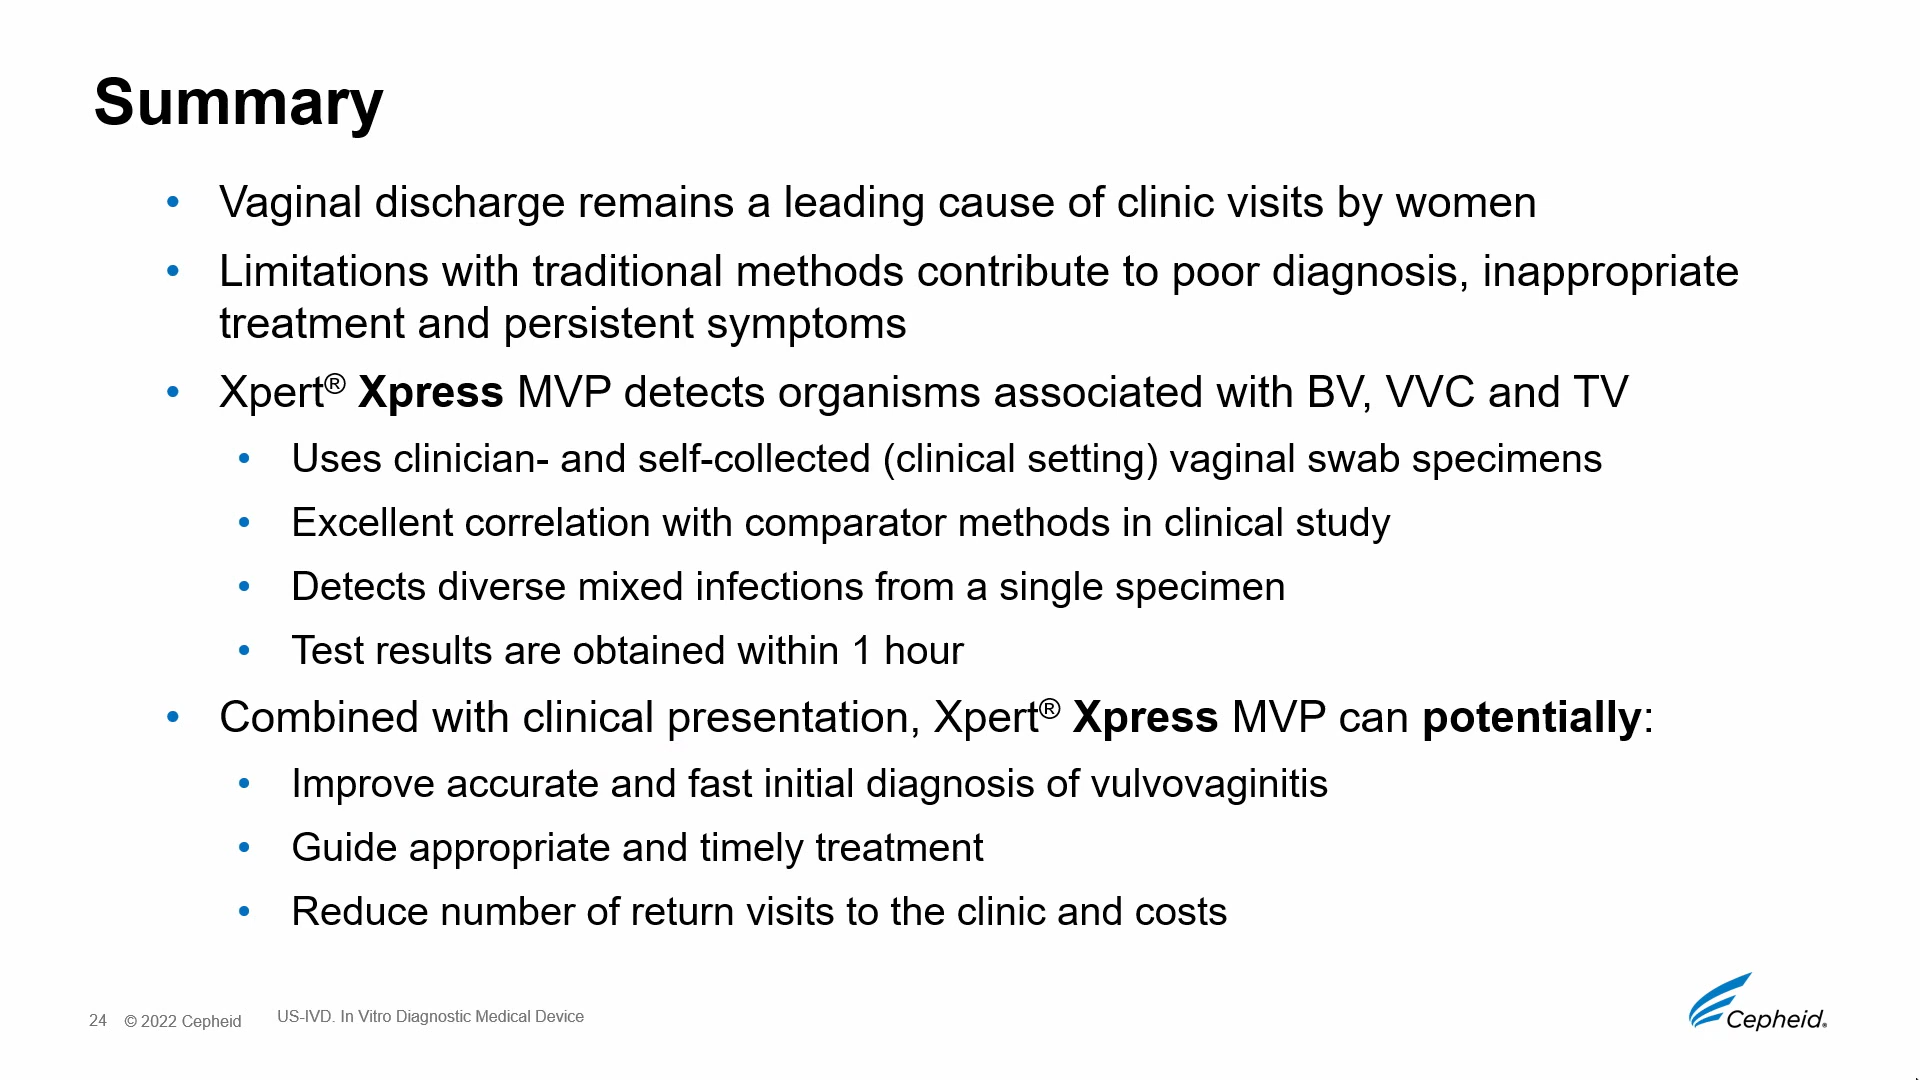 Summary
• Vaginal discharge remains a leading cause of clinic visits by women
• Limitations with traditional methods contribute to poor diagnosis, inappropriate
treatment and persistent symptoms
• Xpert® Xpress MVP detects organisms associated with BV, VVC and TV
• Uses clinician- and self-collected (clinical setting) vaginal swab specimens
• Excellent correlation with comparator methods in clinical study
• Detects diverse mixed infections from a single specimen
• Test results are obtained within 1 hour
• Combined with clinical presentation, Xpert® Xpress MVP can potentially:
• Improve accurate and fast initial diagnosis of vulvovaginitis
• Guide appropriate and timely treatment
• Reduce number of return visits to the clinic and costs
24 © 2022 Cepheid US-IVD. In Vitro Diagnostic Medical Device
Cepheid®